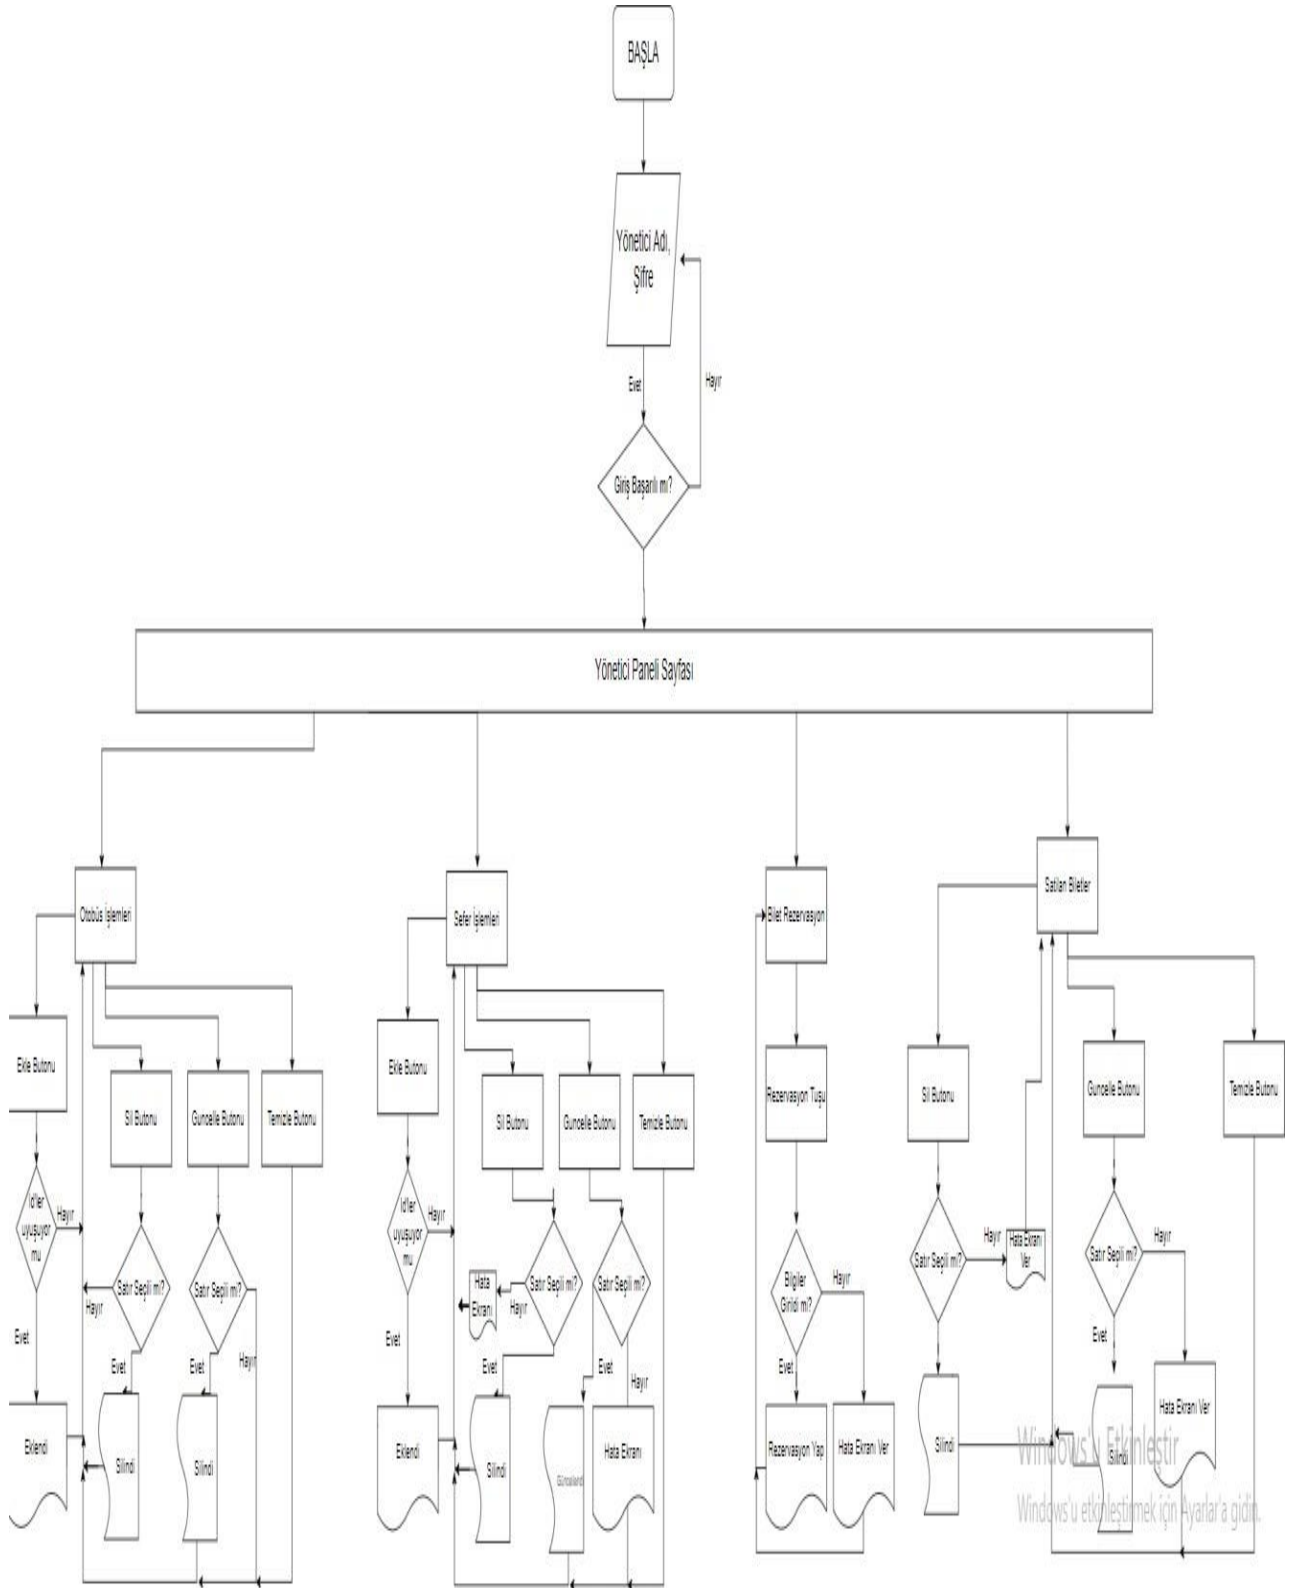 BAŞLA
Yönetici Adı,
Şifre
Evet
Hayır
Giriş Başarılı mı?
Yönetici Paneli Sayfası
Otobüs İşlemleri
Ekle Butonu
Sil Butonu
Guncelle Butonu
Temizle Butonu
Id'ler
uyuşuyor
mu
Hayır
Satır Seçili mi?
Hayır
Satır Seçili mi?
Evet
Evet
Evet
Hayır
Eklendi
Silindi
Silindi
Sefer İşlemleri
Ekle Butonu
Sil Butonu
Guncelle Butonu
Temizle Butonu
Id'ler
uyuşuyor
mu
Hayır
Hata
Ekranı
Hayır
Satır Seçili mi?
Satır Seçili mi?
Evet
Evet
Evet
Hayır
Eklendi
Silindi
Güncellendi
Hata Ekranı
Bilet Rezervasyon
Rezervasyon Tuşu
Bilgiler
Girildi mi?
Hayır
Evet
Rezervasyon Yap
Hata Ekranı Ver
Satılan Biletler
Sil Butonu
Guncelle Butonu
Temizle Butonu
Satır Seçili mi?
Hayır
Hata Ekranı
Ver
Satır Seçili mi?
Hayır
Evet
Silindi
Silindi
Hata Ekranı Ver
Windows'u Etkinleştir
Windows'u etkinleştirmek için Ayarlar'a gidin.